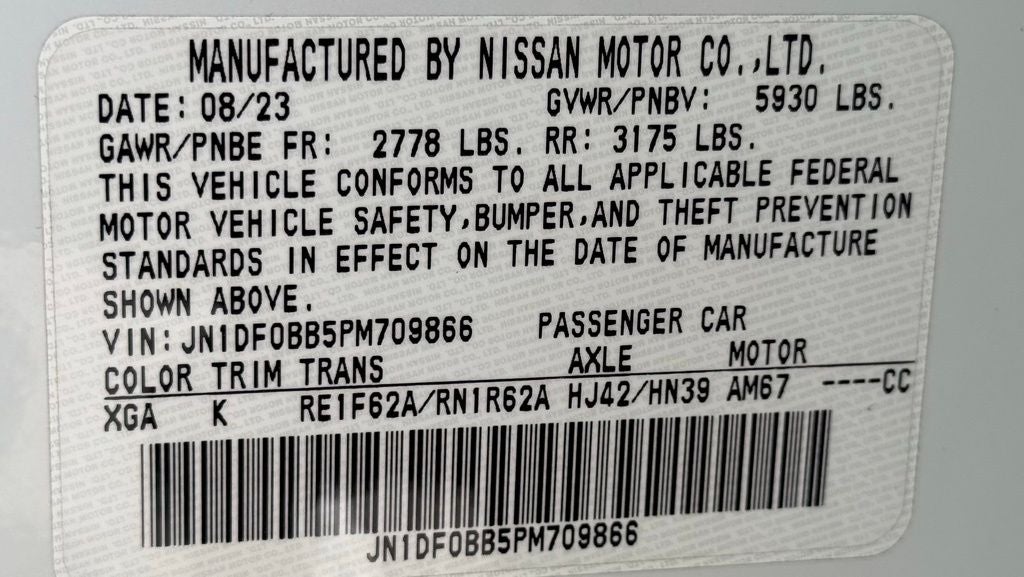 MANUFACTURED BY NISSAN MOTOR CO.,LTD.
DATE: 08/23 GVWR/PNBV: 5930 LBS.
GAWR/PNBE FR: 2778 LBS. RR: 3175 LBS.
THIS VEHICLE CONFORMS TO ALL APPLICABLE FEDERAL
MOTOR VEHICLE SAFETY,BUMPER,AND THEFT PREVENTION
STANDARDS IN EFFECT ON THE DATE OF MANUFACTURE
SHOWN ABOVE.
VIN: JN1DF0BB5PM709866 PASSENGER CAR
COLOR TRIM TRANS AXLE MOTOR
XGA K RE1F62A/RN1R62A HJ42/HN39 AM67 ----CC
JN1DF0BB5PM709866